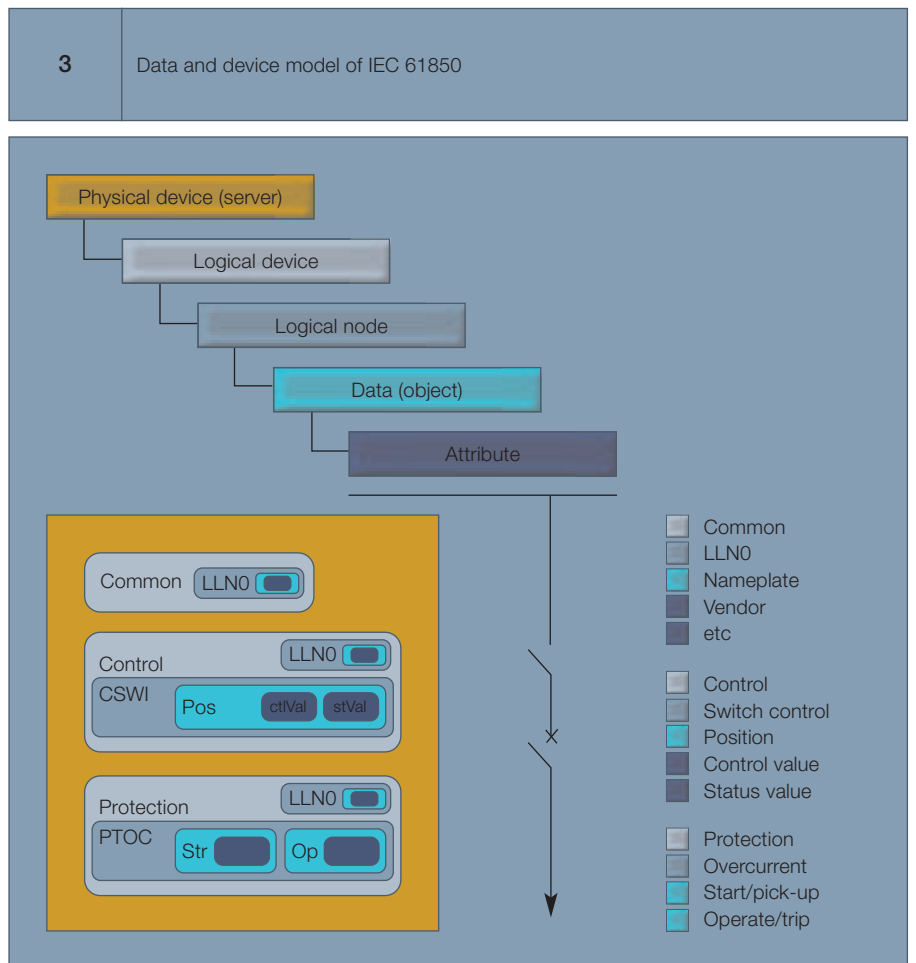 3
Data and device model of IEC 61850
Physical device (server)
Logical device
Logical node
Data (object)
Attribute
Common
LLN0
Control
LLN0
CSWI
Pos
ctlVal
stVal
Protection
LLN0
PTOC
Str
Op
Common
LLN0
Nameplate
Vendor
etc
Control
Switch control
Position
Control value
Status value
Protection
Overcurrent
Start/pick-up
Operate/trip